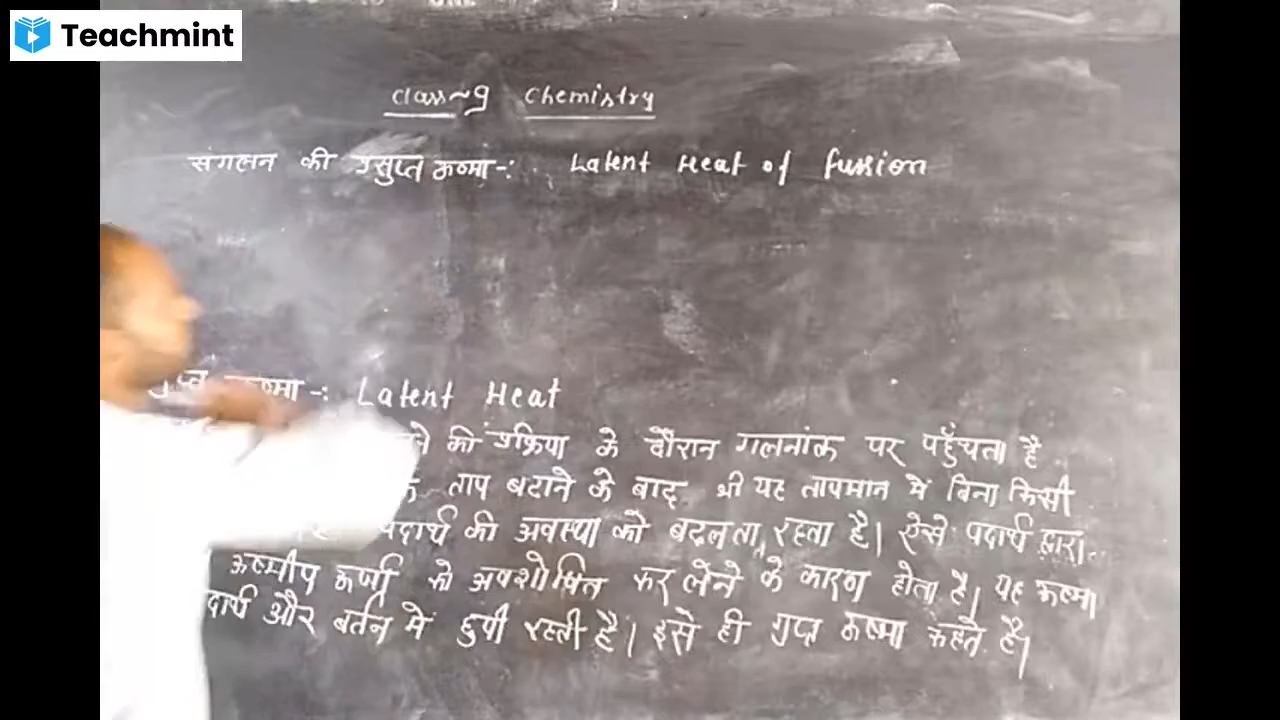 Teachmint
Class~9 Chemistry
संगलन की प्रसुप्त ऊष्मा-: Latent Heat of fusion
गुप्त ऊष्मा-: Latent Heat
की प्रक्रिया के दौरान गलनांक पर पहुँचता है
ताप बढाने के बाद भी यह तापमान में बिना किसी
पदार्थ की अवस्था को बदलता रहता है। ऐसे पदार्थ द्वारा
ऊष्मीय ऊर्जा को अवशोषित कर लेने के कारण होता है। यह ऊष्मा
और बर्तन में छुपी रहती है। इसे ही गुप्त ऊष्मा कहते है।